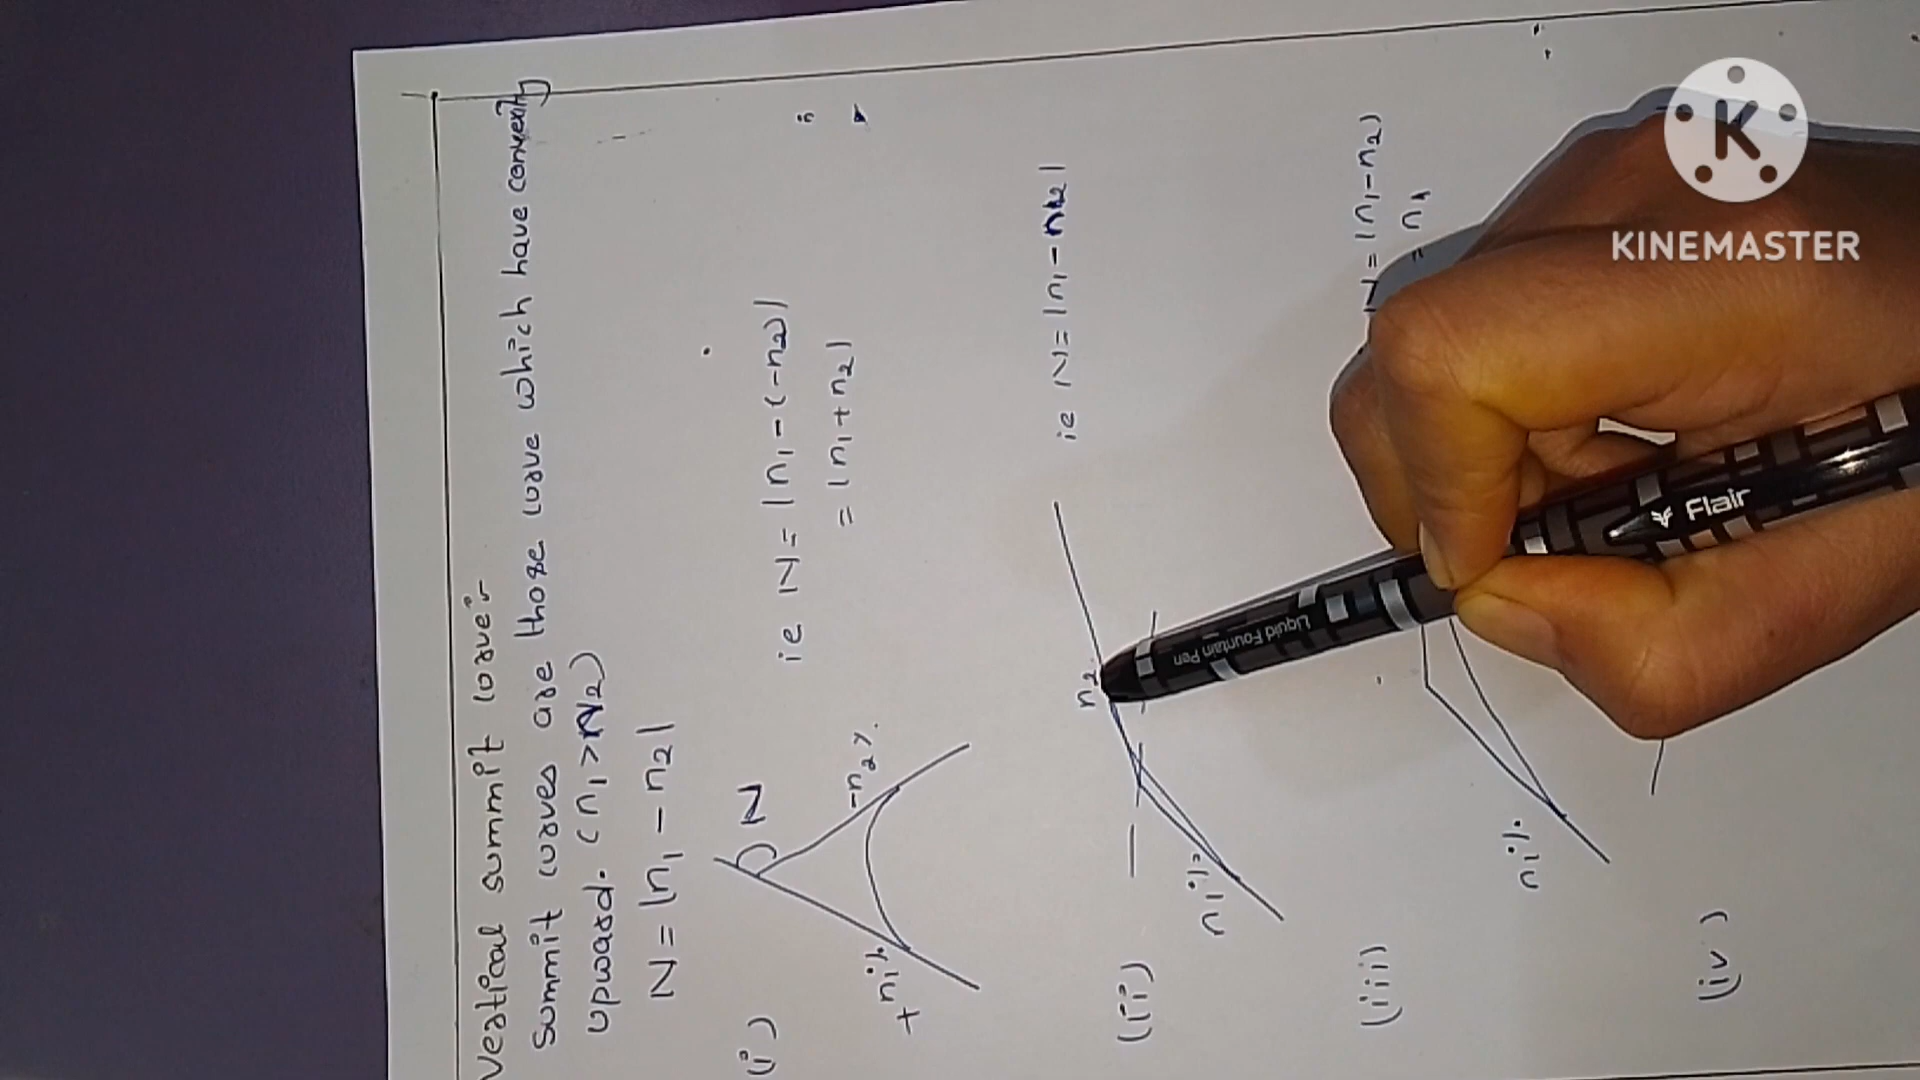 Vertical summit curve:-
Summit curves are those curve which have convexity
upward. (n1 > n2)
N = |n1 - n2|
(i)
N
+n1%
-n2%.
ie N = |n1 - (-n2)|
= |n1 + n2|
(ii)
n1%
n2
ie N = |n1 - n2|
(iii)
n1%
N = |n1 - n2)
= n1
(iv)
Flair
Liquid Fountain Pen
K
KINEMASTER